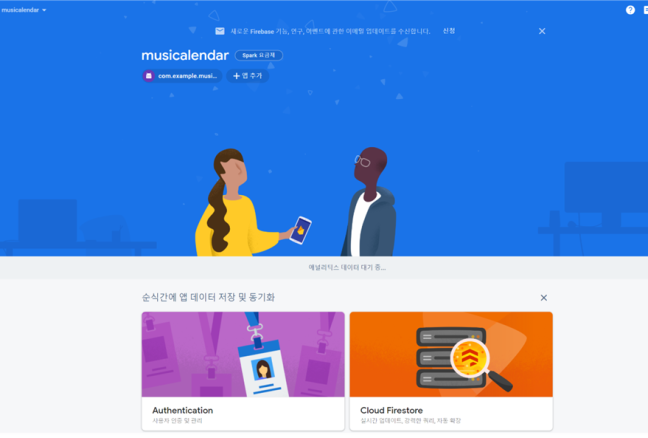 musicalendar
새로운 Firebase 기능, 연구, 이벤트에 관한 이메일 업데이트를 수신합니다. 신청
musicalendar Spark 요금제
com.example.musi...
+ 앱 추가
애널리틱스 데이터 대기 중...
순식간에 앱 데이터 저장 및 동기화
Authentication
사용자 인증 및 관리
Cloud Firestore
실시간 업데이트, 강력한 쿼리, 자동 확장